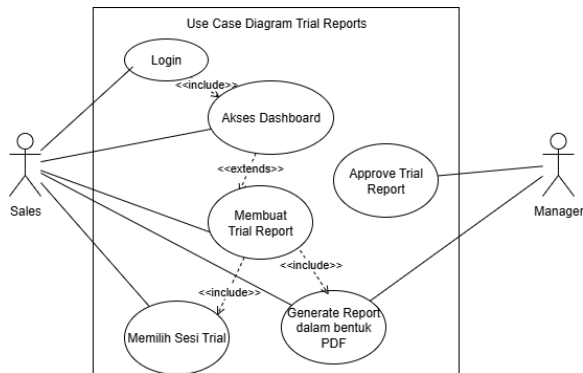 Use Case Diagram Trial Reports
Login
<<include>>
Akses Dashboard
<<extends>>
Approve Trial
Report
Sales
Manager
Membuat
Trial Report
<<include>>
<<include>>
Memilih Sesi Trial
Generate Report
dalam bentuk
PDF